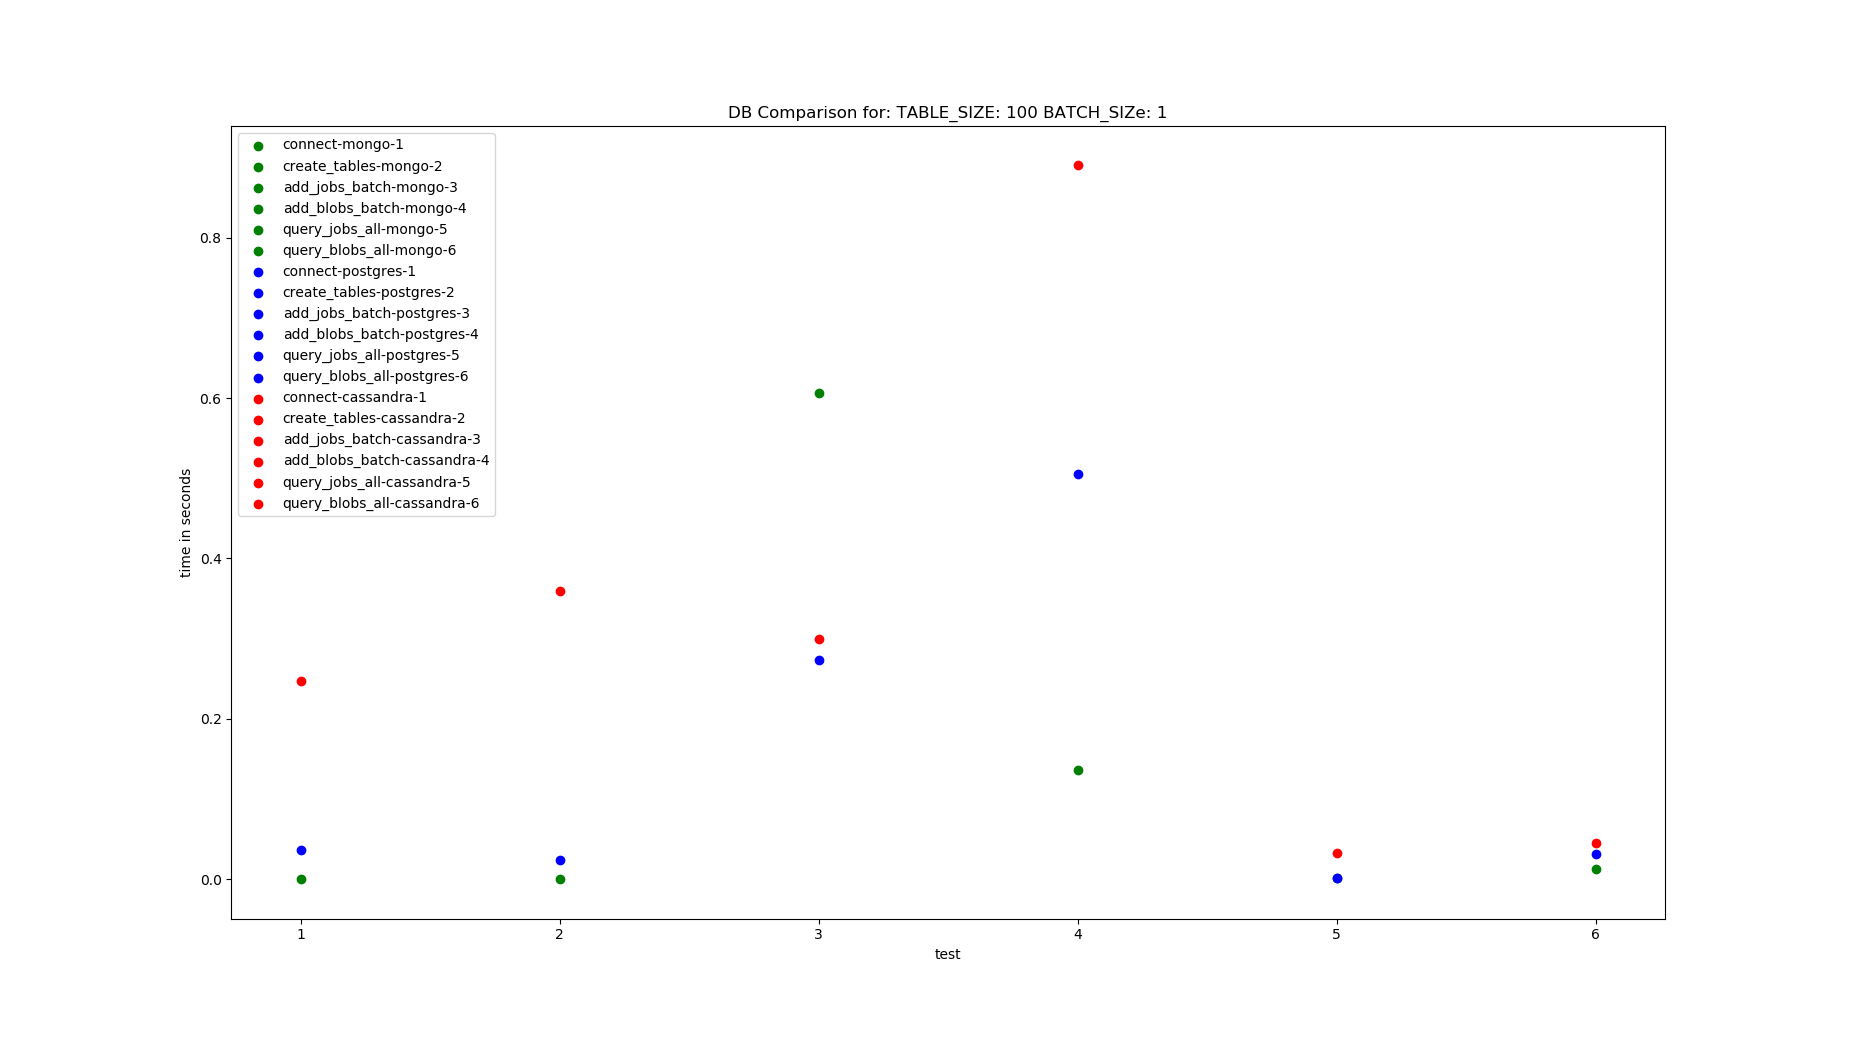 DB Comparison for: TABLE_SIZE: 100 BATCH_SIZe: 1
connect-mongo-1
create_tables-mongo-2
add_jobs_batch-mongo-3
add_blobs_batch-mongo-4
query_jobs_all-mongo-5
query_blobs_all-mongo-6
connect-postgres-1
create_tables-postgres-2
add_jobs_batch-postgres-3
add_blobs_batch-postgres-4
query_jobs_all-postgres-5
query_blobs_all-postgres-6
connect-cassandra-1
create_tables-cassandra-2
add_jobs_batch-cassandra-3
add_blobs_batch-cassandra-4
query_jobs_all-cassandra-5
query_blobs_all-cassandra-6
time in seconds
0.8
0.6
0.4
0.2
0.0
1 2 3 4 5 6
test